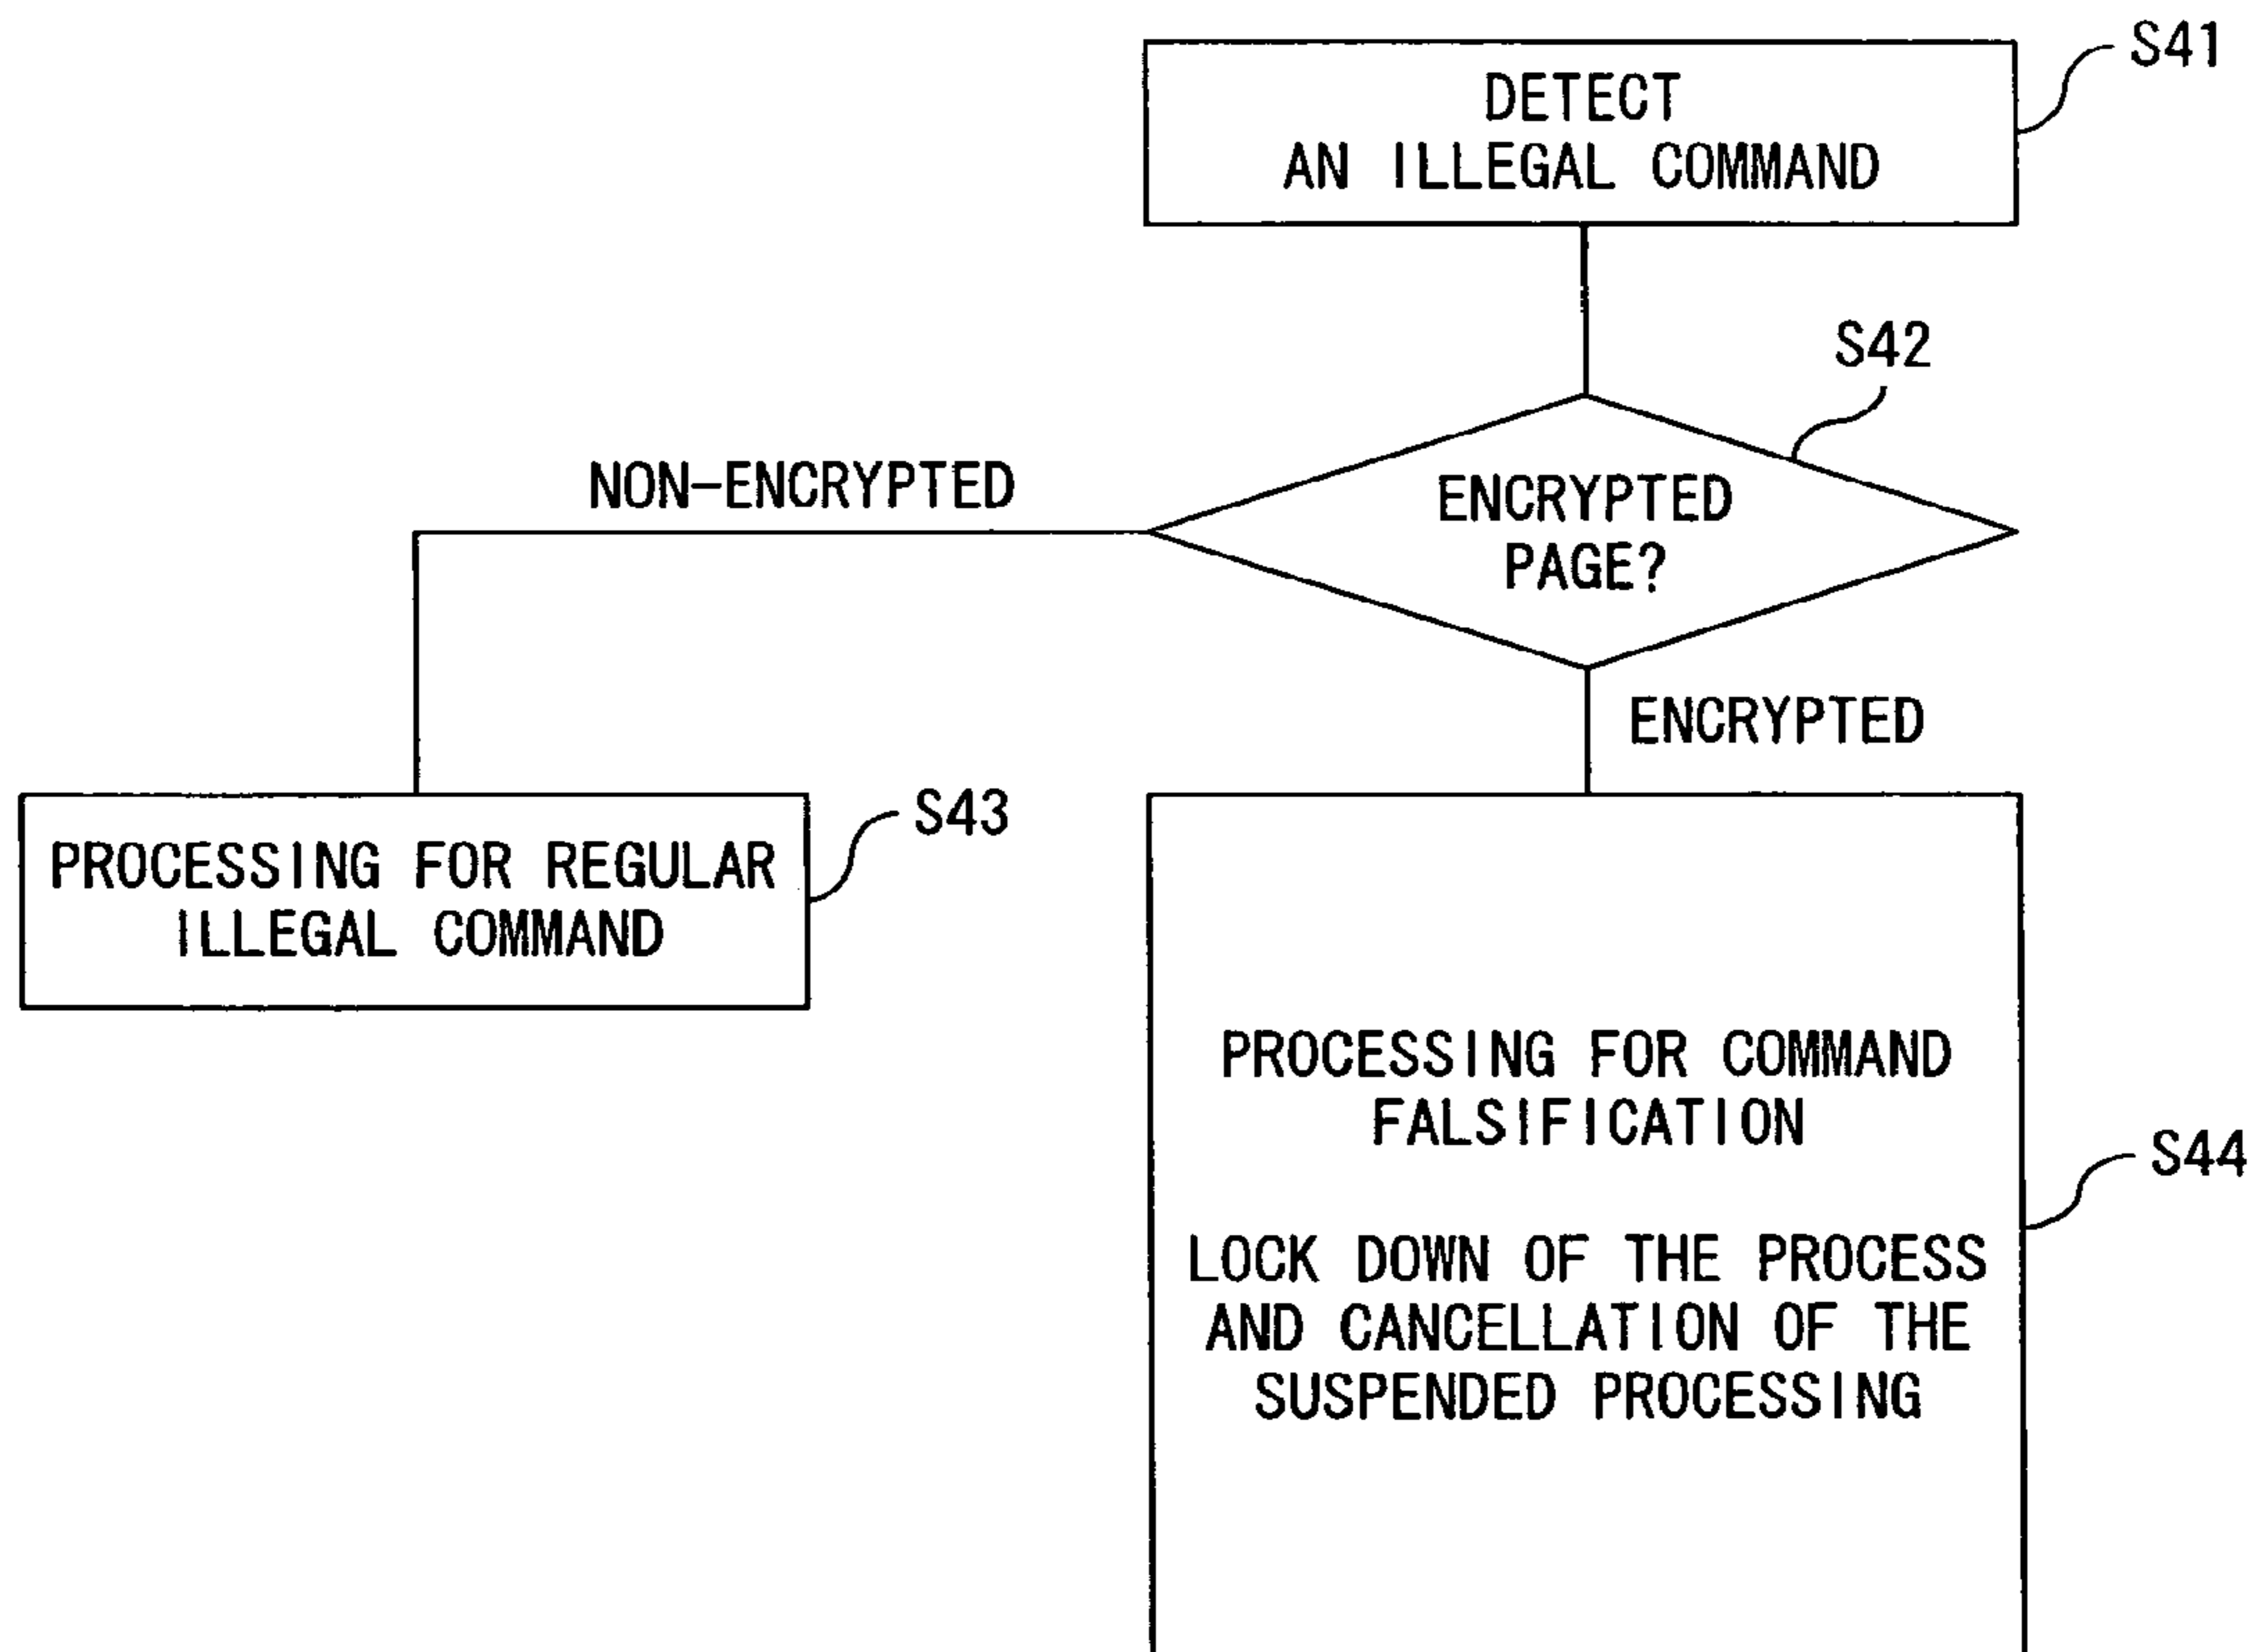 S41
DETECT
AN ILLEGAL COMMAND
S42
NON-ENCRYPTED
ENCRYPTED
PAGE?
ENCRYPTED
S43
PROCESSING FOR REGULAR
ILLEGAL COMMAND
PROCESSING FOR COMMAND
FALSIFICATION
S44
LOCK DOWN OF THE PROCESS
AND CANCELLATION OF THE
SUSPENDED PROCESSING